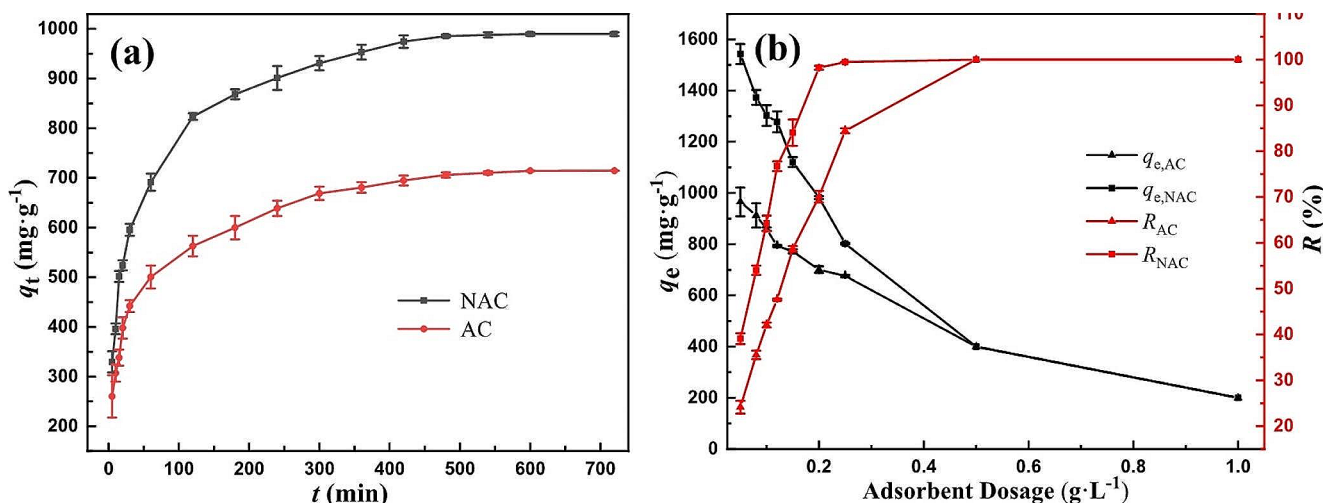 (a)
1000
900
800
700
600
500
400
300
200
qt (mg·g-1)
0 100 200 300 400 500 600 700
t (min)
NAC
AC
(b)
1600
1400
1200
1000
800
600
400
200
0
qe (mg·g-1)
0.2 0.4 0.6 0.8 1.0
Adsorbent Dosage (g·L-1)
qe,AC
qe,NAC
RAC
RNAC
110
100
90
80
70
60
50
40
30
20
R (%)